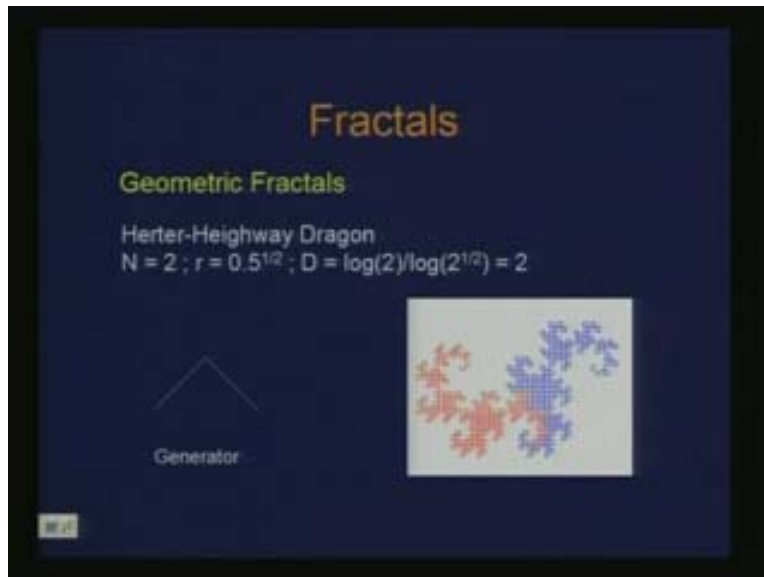 Fractals
Geometric Fractals
Herter-Heighway Dragon
N = 2 ; r = 0.5^1/2 ; D = log(2)/log(2^1/2) = 2
Generator